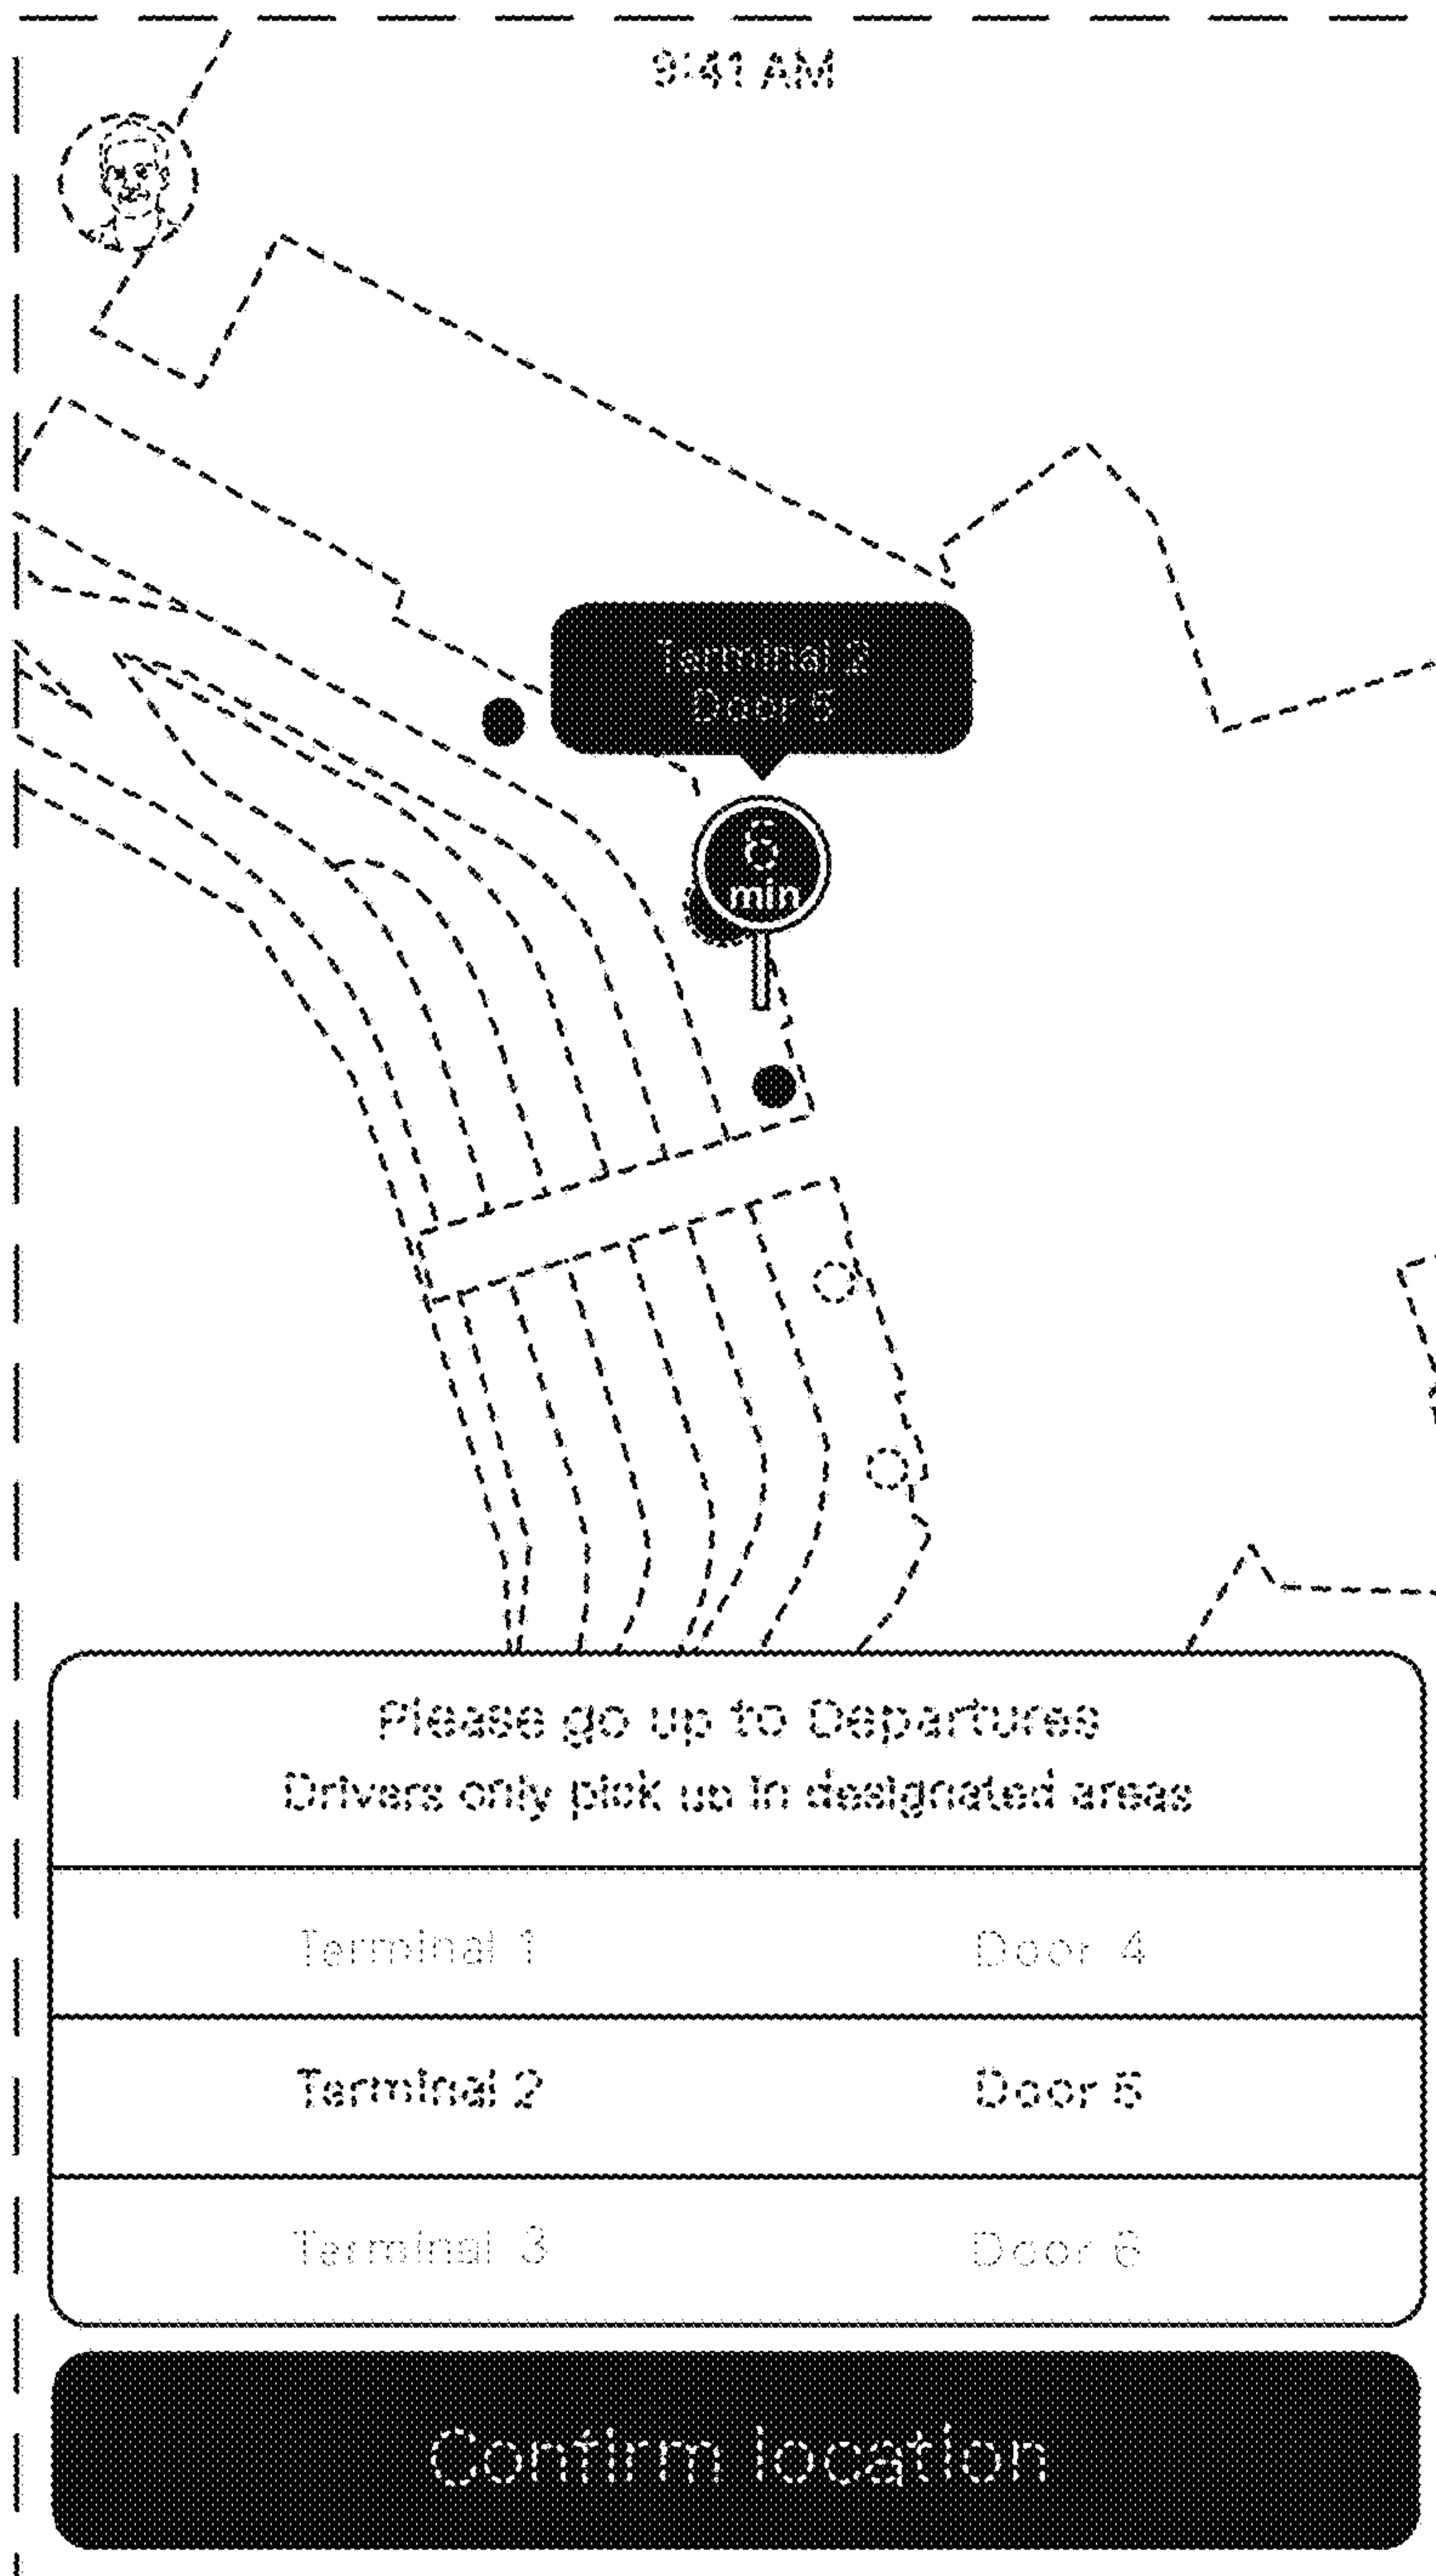 9:41 AM
Terminal 2
Door 5
min
Please go up to Departures
Drivers only pick up in designated areas
Terminal 1 Door 4
Terminal 2 Door 5
Terminal 3 Door 6
Confirm location